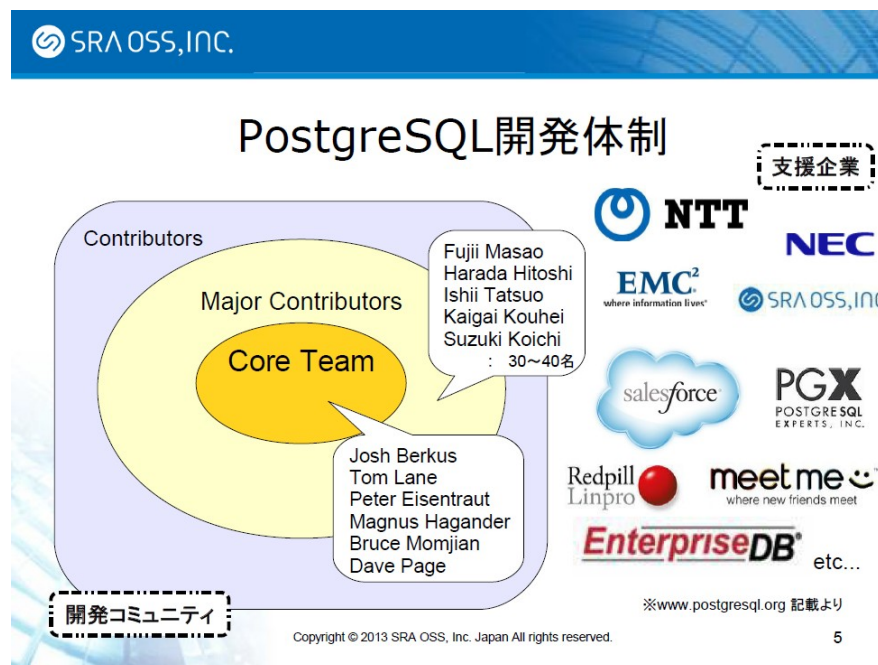 SRA OSS, INC.
PostgreSQL開発体制
支援企業
Contributors
Major Contributors
Core Team
Fujii Masao
Harada Hitoshi
Ishii Tatsuo
Kaigai Kouhei
Suzuki Koichi
: 30～40名
Josh Berkus
Tom Lane
Peter Eisentraut
Magnus Hagander
Bruce Momjian
Dave Page
開発コミュニティ
NTT
NEC
EMC²
where information lives®
SRA OSS, INC
salesforce
PGX
POSTGRESQL
EXPERTS, INC.
Redpill
Linpro
meetme
where new friends meet
EnterpriseDB®
etc...
※www.postgresql.org 記載より
Copyright © 2013 SRA OSS, Inc. Japan All rights reserved.
5